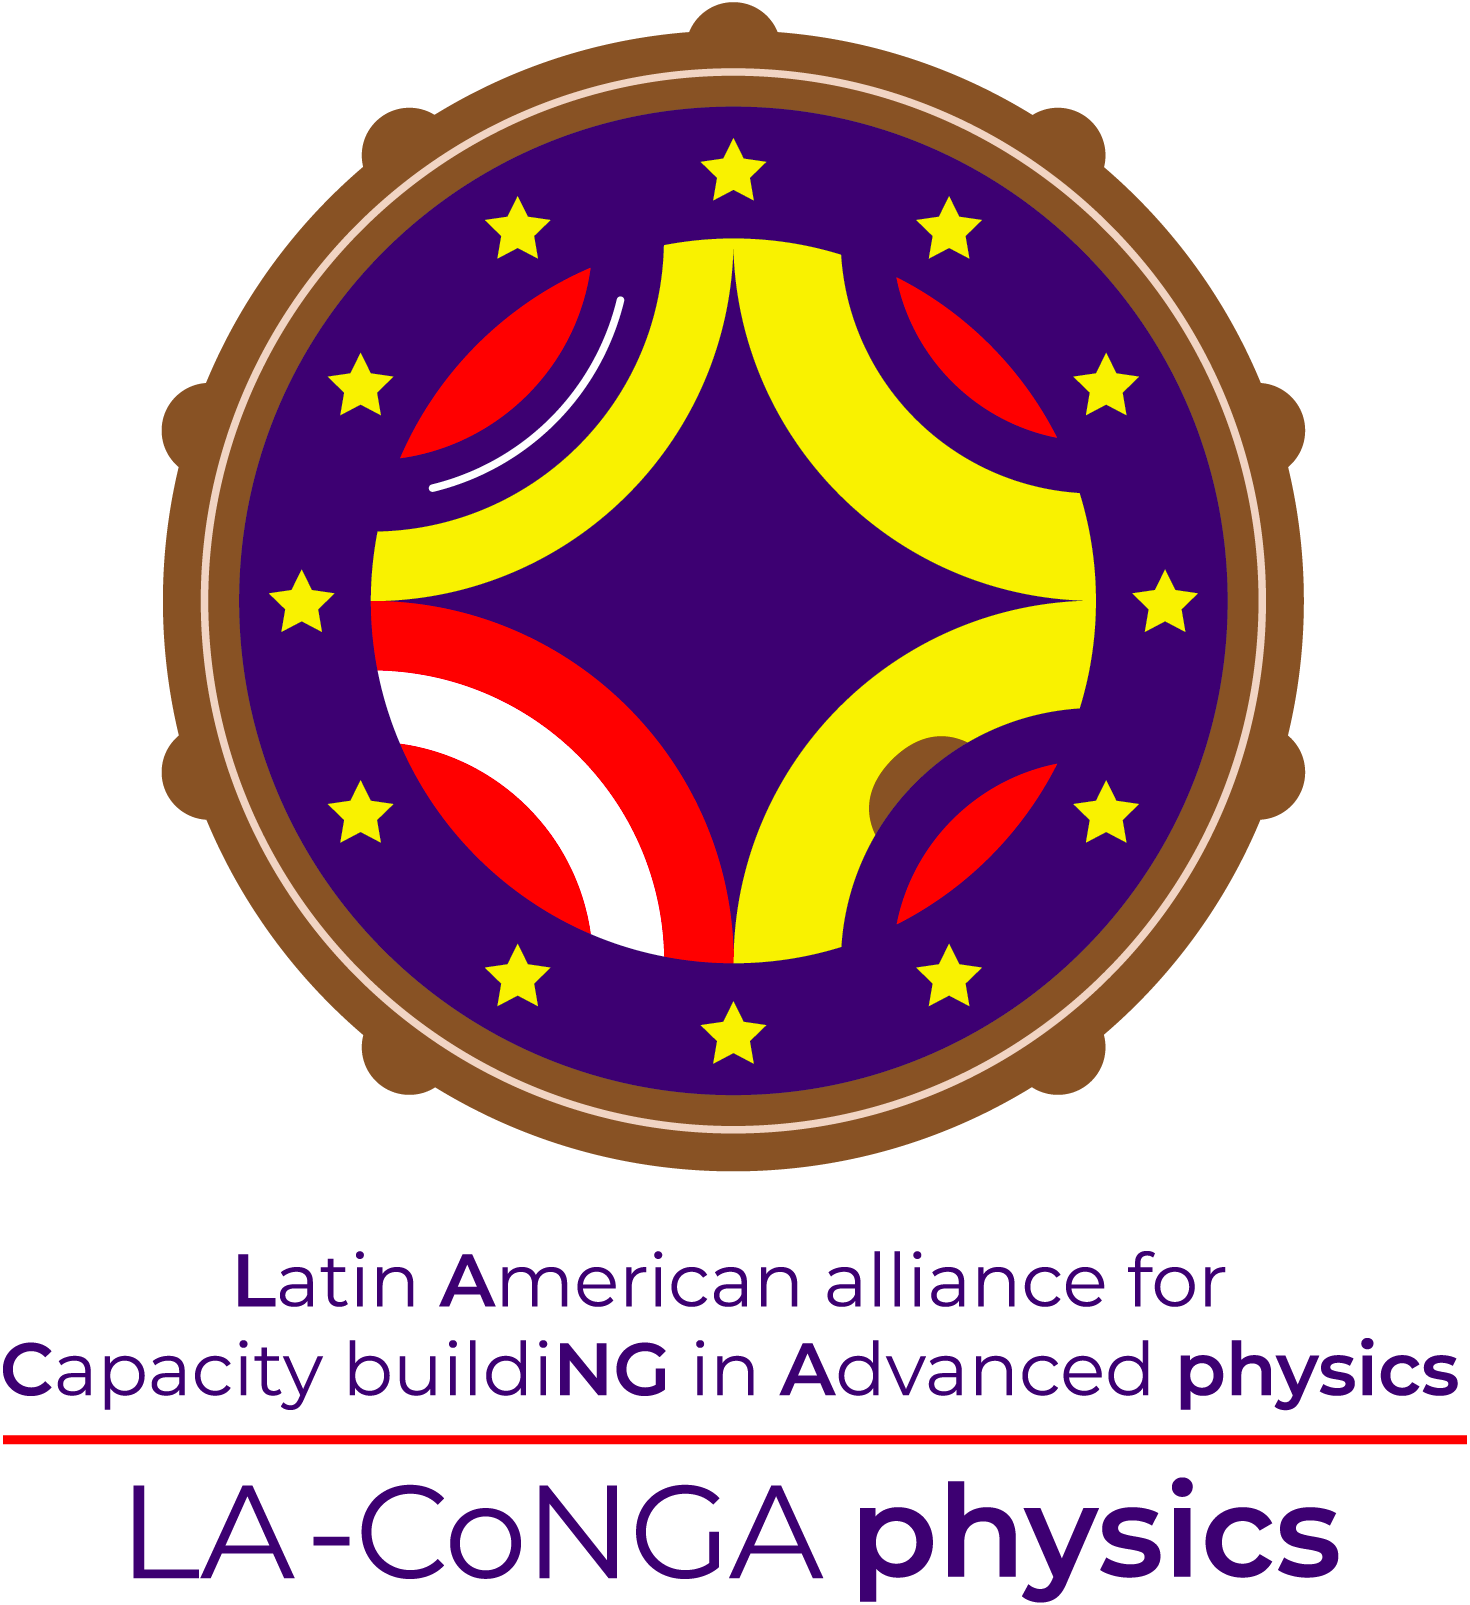 Latin American alliance for
Capacity buildiNG in Advanced physics
LA-CoNGA physics